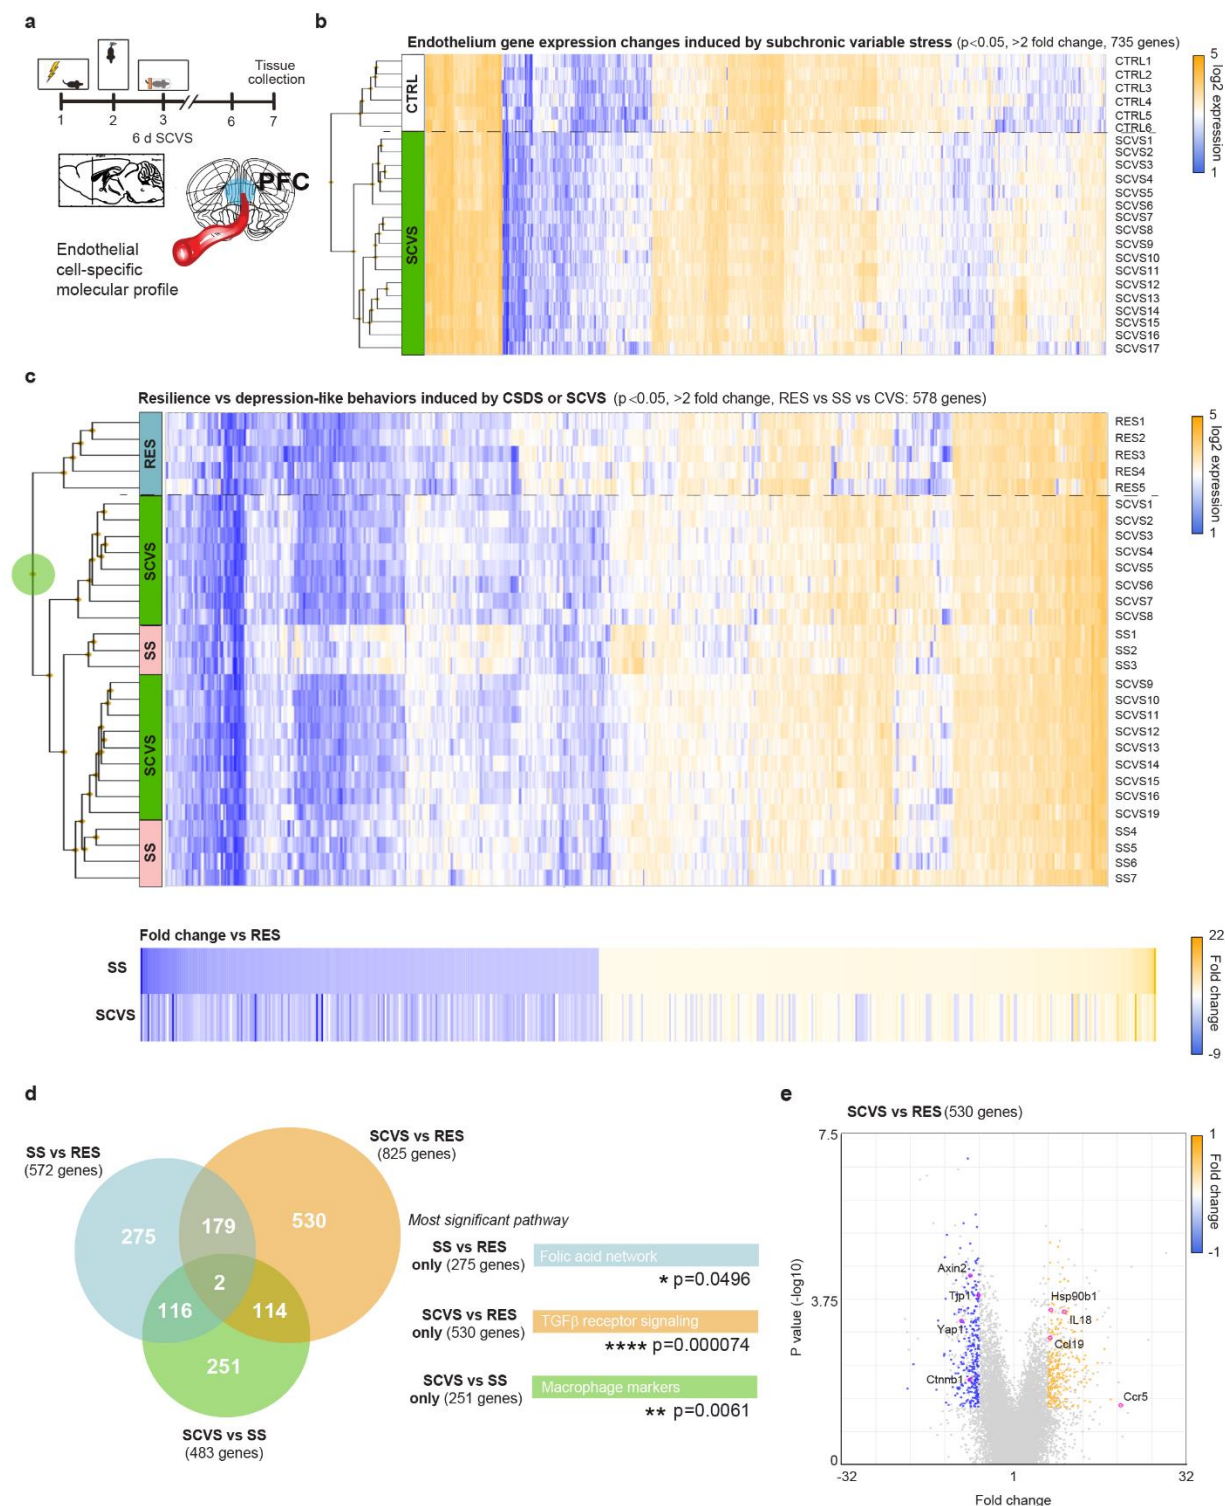 a
Tissue
collection
1
2
3
6
7
6 d SCVS
PFC
Endothelial
cell-specific
molecular profile
b
Endothelium gene expression changes induced by subchronic variable stress (p<0.05, >2 fold change, 735 genes)
CTRL
SCVS
CTRL1
CTRL2
CTRL3
CTRL4
CTRL5
CTRL6
SCVS1
SCVS2
SCVS3
SCVS4
SCVS5
SCVS6
SCVS7
SCVS8
SCVS9
SCVS10
SCVS11
SCVS12
SCVS13
SCVS14
SCVS15
SCVS16
SCVS17
5
log2 expression
1
c
Resilience vs depression-like behaviors induced by CSDS or SCVS (p<0.05, >2 fold change, RES vs SS vs CVS: 578 genes)
RES
SCVS
SS
SCVS
SS
RES1
RES2
RES3
RES4
RES5
SCVS1
SCVS2
SCVS3
SCVS4
SCVS5
SCVS6
SCVS7
SCVS8
SS1
SS2
SS3
SCVS9
SCVS10
SCVS11
SCVS12
SCVS13
SCVS14
SCVS15
SCVS16
SCVS19
SS4
SS5
SS6
SS7
5
log2 expression
1
Fold change vs RES
SS
SCVS
22
Fold change
-9
d
SS vs RES
(572 genes)
SCVS vs RES
(825 genes)
275
179
530
2
116
114
251
SCVS vs SS
(483 genes)
Most significant pathway
SS vs RES
only (275 genes)
Folic acid network
* p=0.0496
SCVS vs RES
only (530 genes)
TGFβ receptor signaling
**** p=0.000074
SCVS vs SS
only (251 genes)
Macrophage markers
** p=0.0061
e
SCVS vs RES (530 genes)
7.5
3.75
0
P value (-log10)
Axin2
Tjp1
Yap1
Ctnnb1
Hsp90b1
IL18
Ccl19
Ccr5
-32
1
32
Fold change
1
Fold change
-1